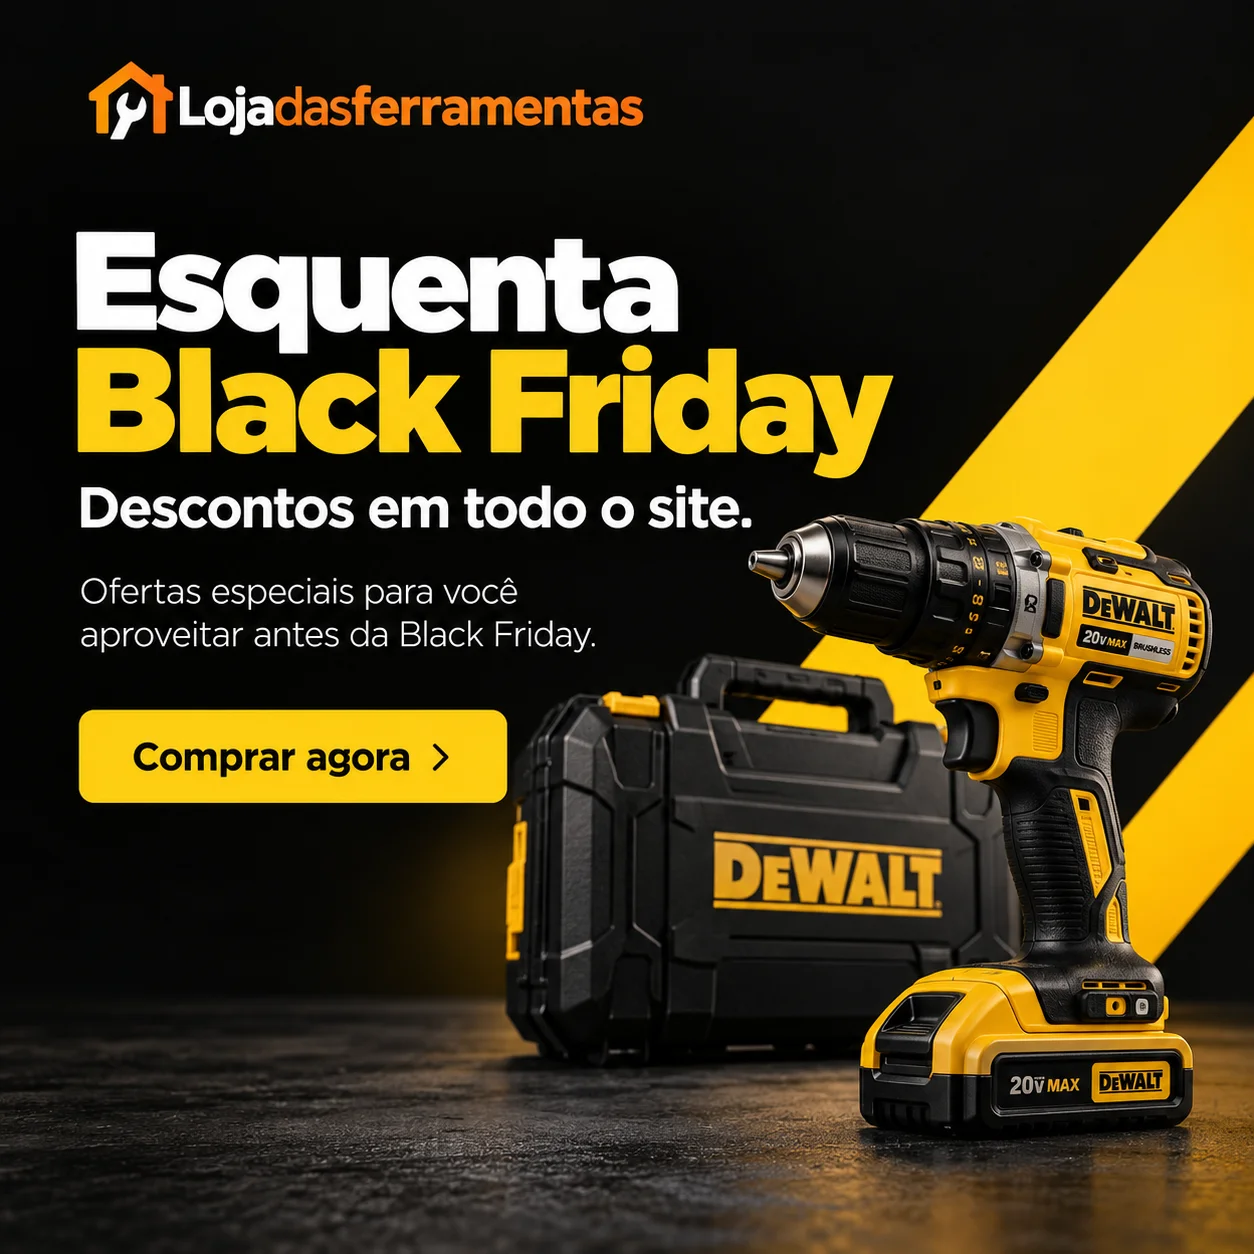 Lojadasferramentas
Esquenta
Black Friday
Descontos em todo o site.
Ofertas especiais para você
aproveitar antes da Black Friday.
Comprar agora >
DEWALT
20V MAX BRUSHLESS
DEWALT
20V MAX DEWALT